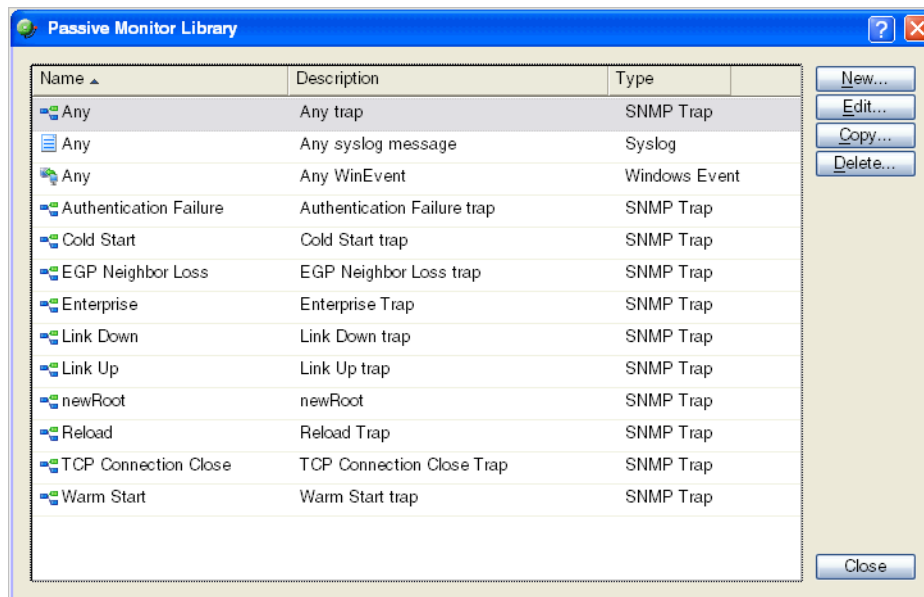 Passive Monitor Library
?
Name Description Type
Any Any trap SNMP Trap
Any Any syslog message Syslog
Any Any WinEvent Windows Event
Authentication Failure Authentication Failure trap SNMP Trap
Cold Start Cold Start trap SNMP Trap
EGP Neighbor Loss EGP Neighbor Loss trap SNMP Trap
Enterprise Enterprise Trap SNMP Trap
Link Down Link Down trap SNMP Trap
Link Up Link Up trap SNMP Trap
newRoot newRoot SNMP Trap
Reload Reload Trap SNMP Trap
TCP Connection Close TCP Connection Close Trap SNMP Trap
Warm Start Warm Start trap SNMP Trap
New...
Edit...
Copy...
Delete...
Close